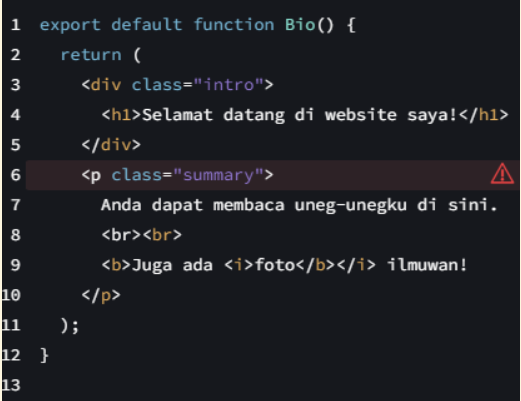 1 export default function Bio() {
2 return (
3 <div class="intro">
4 <h1>Selamat datang di website saya!</h1>
5 </div>
6 <p class="summary">
7 Anda dapat membaca uneg-unegku di sini.
8 <br><br>
9 <b>Juga ada <i>foto</b></i> ilmuwan!
10 </p>
11 );
12 }
13